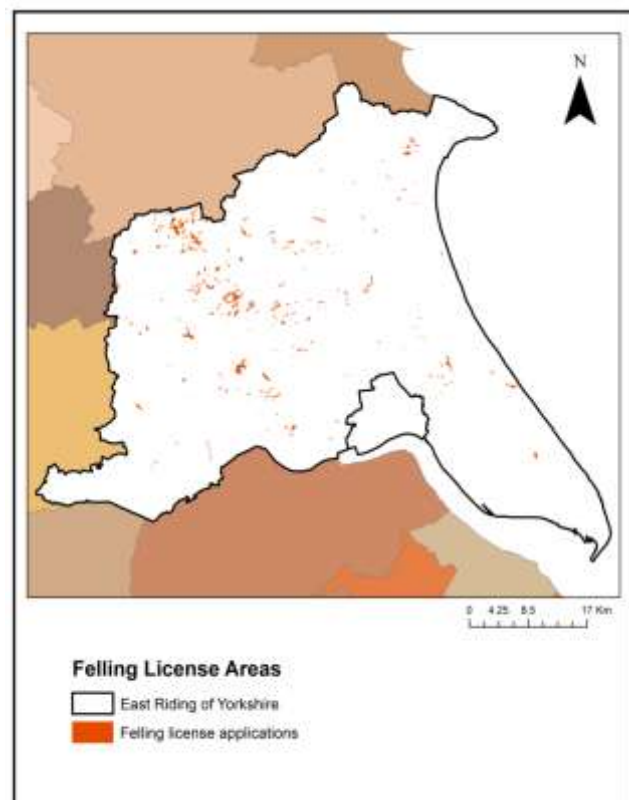 N
0 4.25 8.5 17 Km
Felling License Areas
East Riding of Yorkshire
Felling license applications